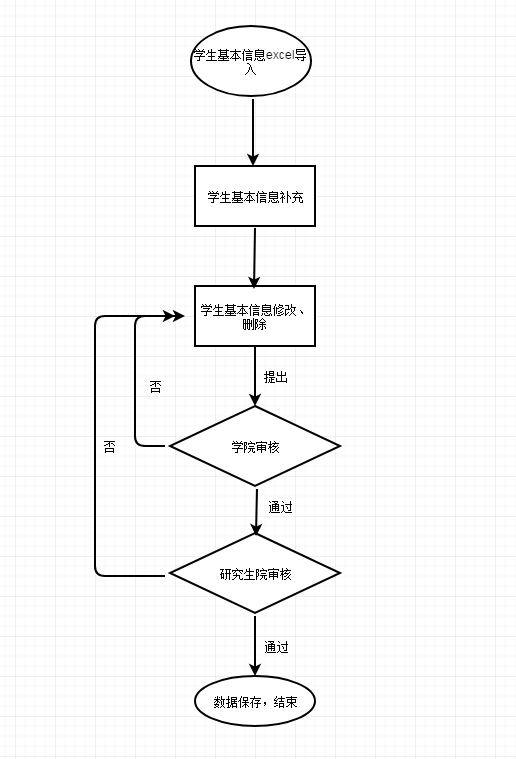 学生基本信息excel导
入
学生基本信息补充
学生基本信息修改、
删除
提出
否
学院审核
否
通过
研究生院审核
通过
数据保存，结束